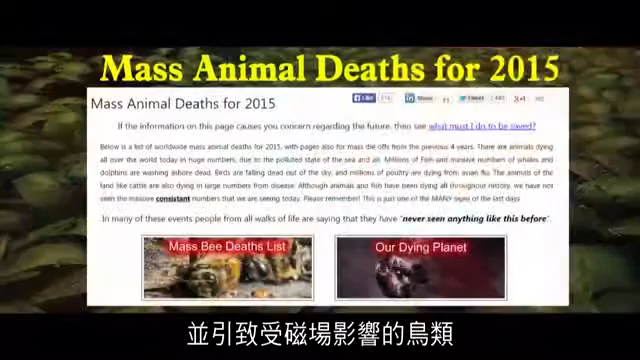 Mass Animal Deaths for 2015
Mass Animal Deaths for 2015
Like
Share
Tweet
If the information on this page causes you concern regarding the future, then see what must I do to be saved?
Below is a list of worldwide mass animal deaths for 2015, with pages also for mass die offs from the previous 4 years. There are animals dying
all over the world today in huge numbers, due to the polluted state of the sea and air. Millions of Fish and massive numbers of whales and
dolphins are washing ashore dead. Birds are falling dead out of the sky, and millions of poultry are dying from avian flu. The animals of the
land like cattle are also dying in large numbers from disease. Although animals and fish have been dying all throughout history, we have not
seen the massive consistant numbers that we are seeing today. Please remember! This is just one of the MANY signs of the last days
In many of these events people from all walks of life are saying that they have "never seen anything like this before".
Mass Bee Deaths List
Our Dying Planet
並引致受磁場影響的鳥類